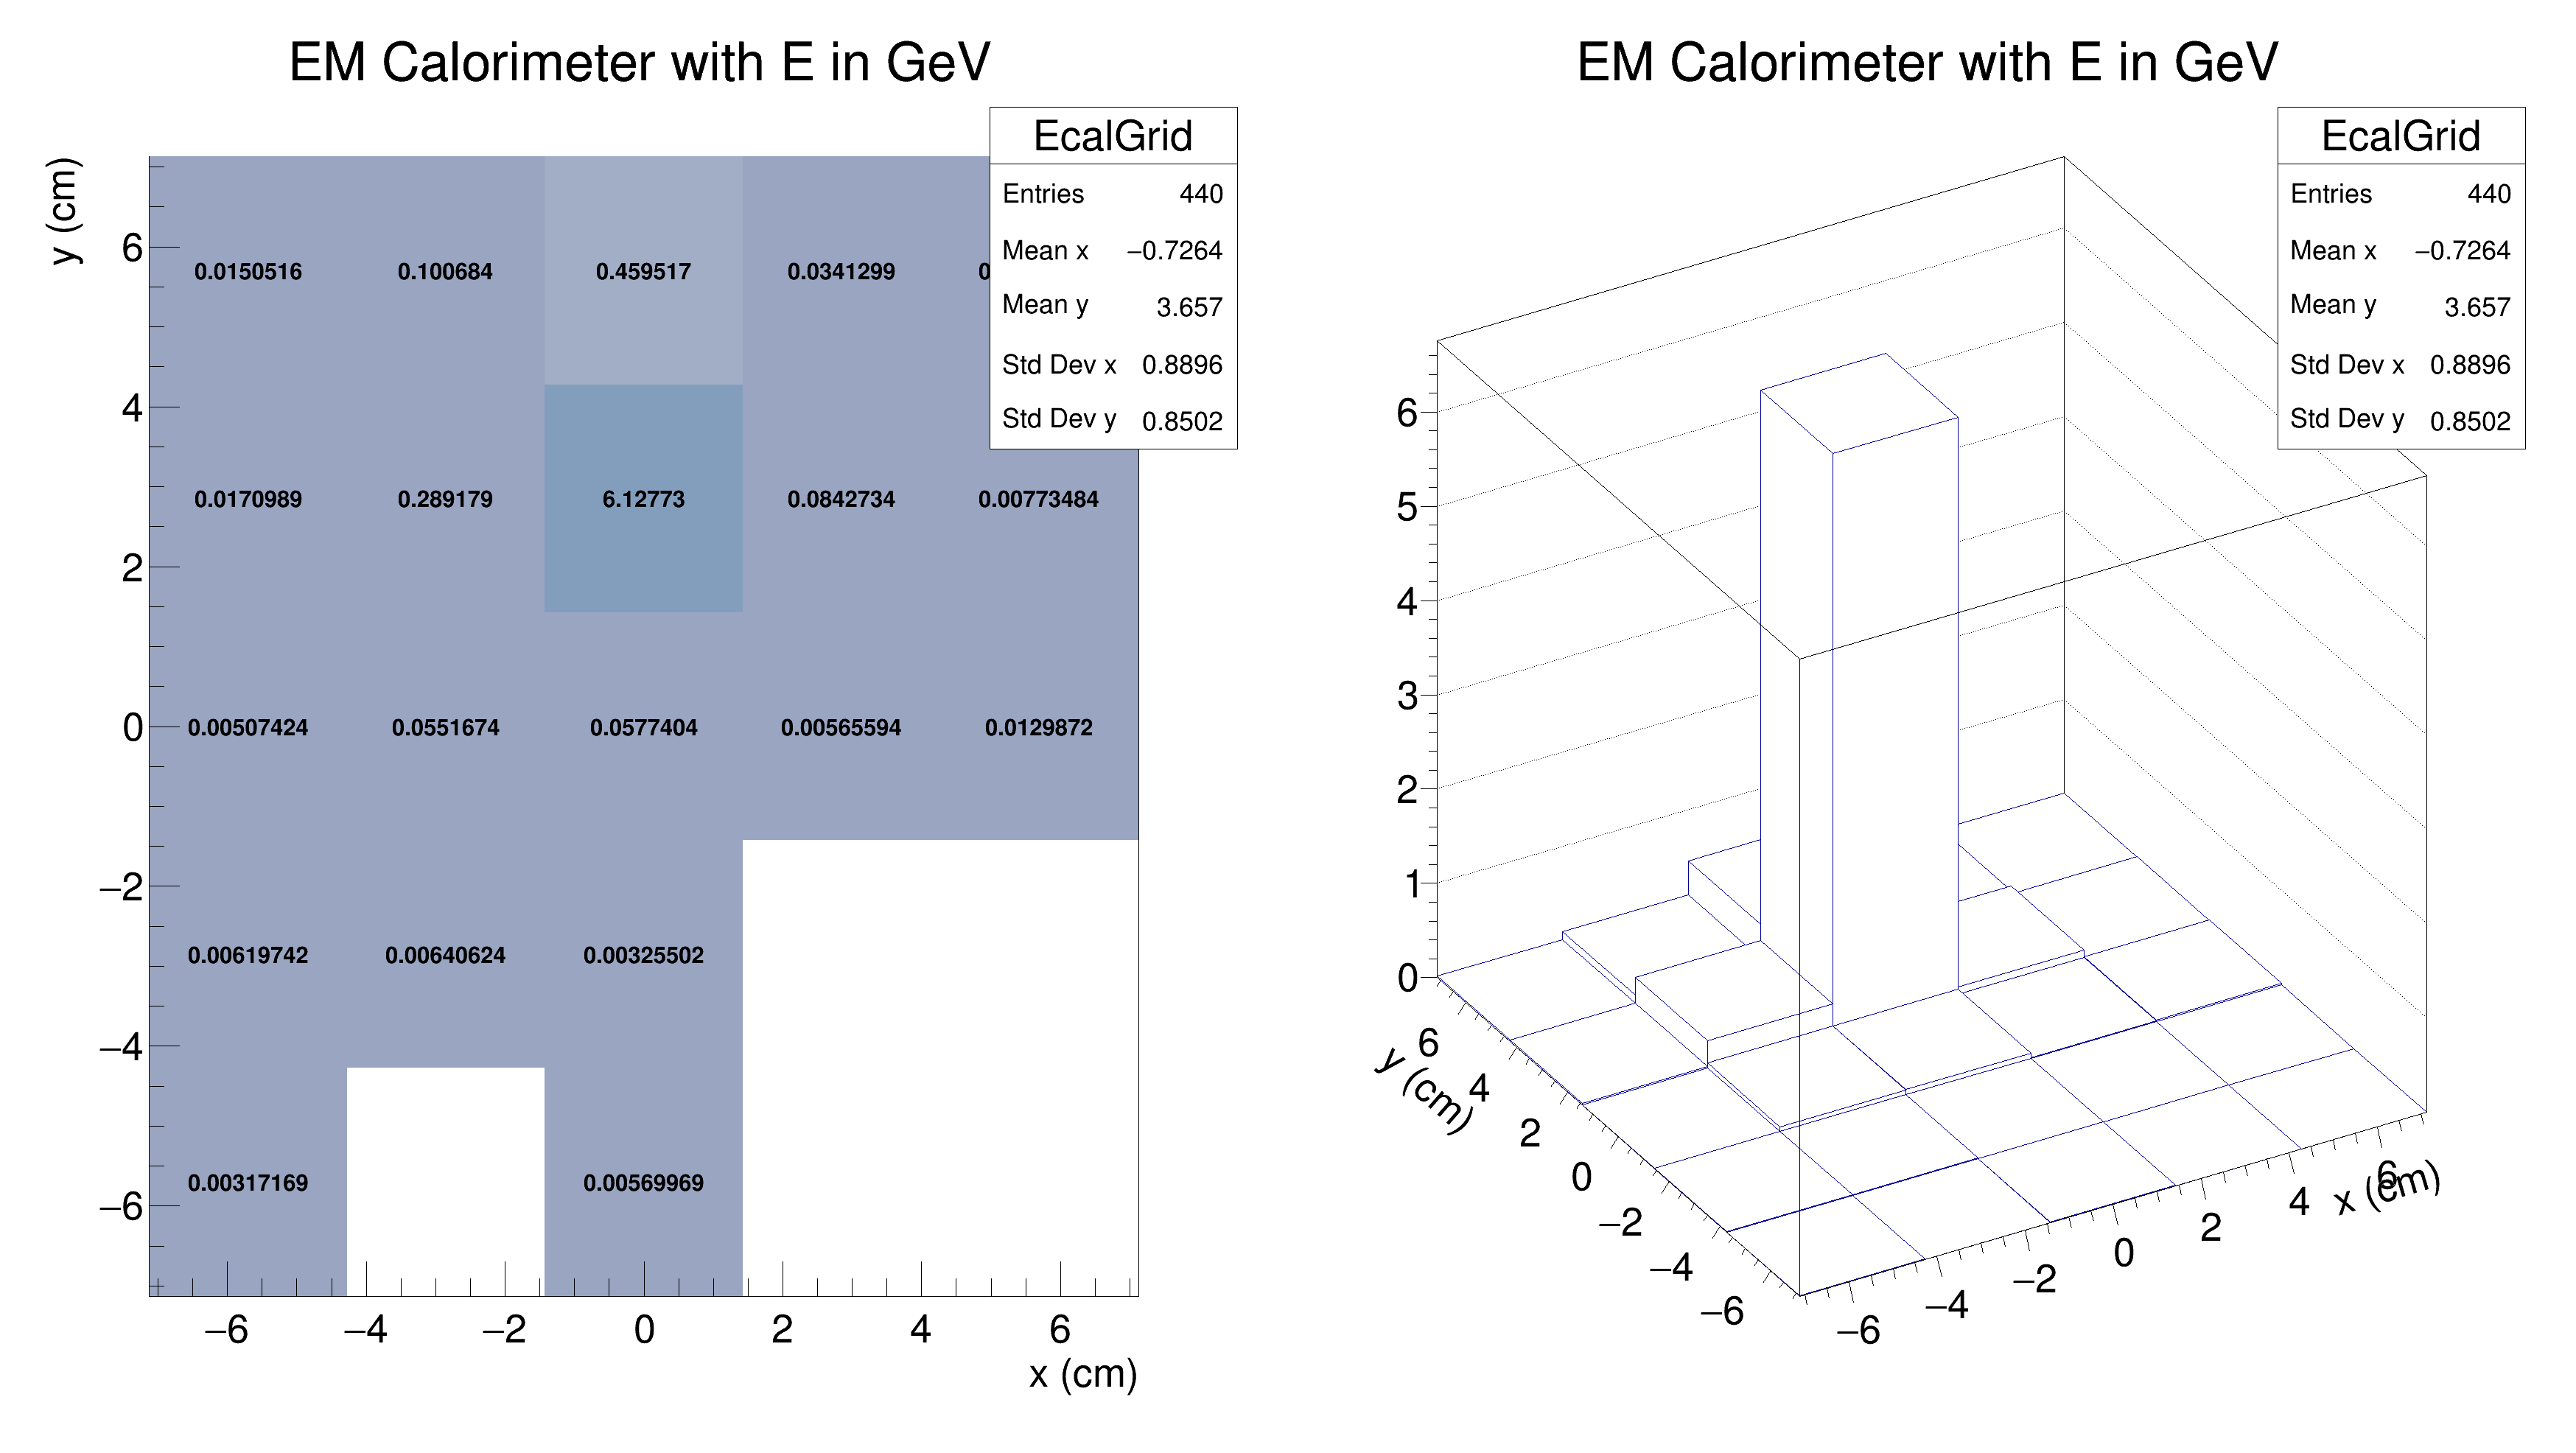 EM Calorimeter with E in GeV
EcalGrid
Entries 440
Mean x −0.7264
Mean y 3.657
Std Dev x 0.8896
Std Dev y 0.8502
y (cm)
6
4
2
0
−2
−4
−6
0.0150516 0.100684 0.459517 0.0341299
0.0170989 0.289179 6.12773 0.0842734 0.00773484
0.00507424 0.0551674 0.0577404 0.00565594 0.0129872
0.00619742 0.00640624 0.00325502
0.00317169 0.00569969
−6 −4 −2 0 2 4 6
x (cm)
EM Calorimeter with E in GeV
EcalGrid
Entries 440
Mean x −0.7264
Mean y 3.657
Std Dev x 0.8896
Std Dev y 0.8502
6
5
4
3
2
1
0
6
4
2
0
−2
−4
−6
y (cm)
−6
−4
−2
0
2
4
6
x (cm)